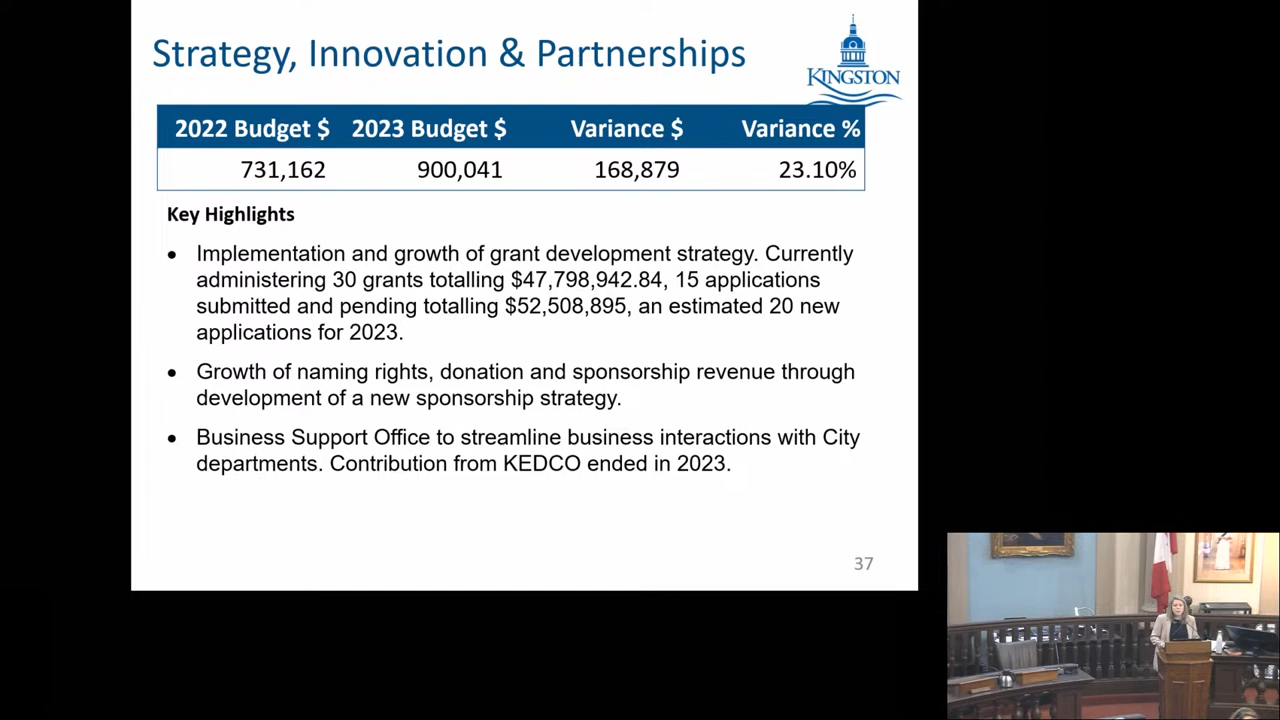 Strategy, Innovation & Partnerships
KINGSTON
2022 Budget $ 2023 Budget $ Variance $ Variance %
731,162 900,041 168,879 23.10%
Key Highlights
• Implementation and growth of grant development strategy. Currently
administering 30 grants totalling $47,798,942.84, 15 applications
submitted and pending totalling $52,508,895, an estimated 20 new
applications for 2023.
• Growth of naming rights, donation and sponsorship revenue through
development of a new sponsorship strategy.
• Business Support Office to streamline business interactions with City
departments. Contribution from KEDCO ended in 2023.
37